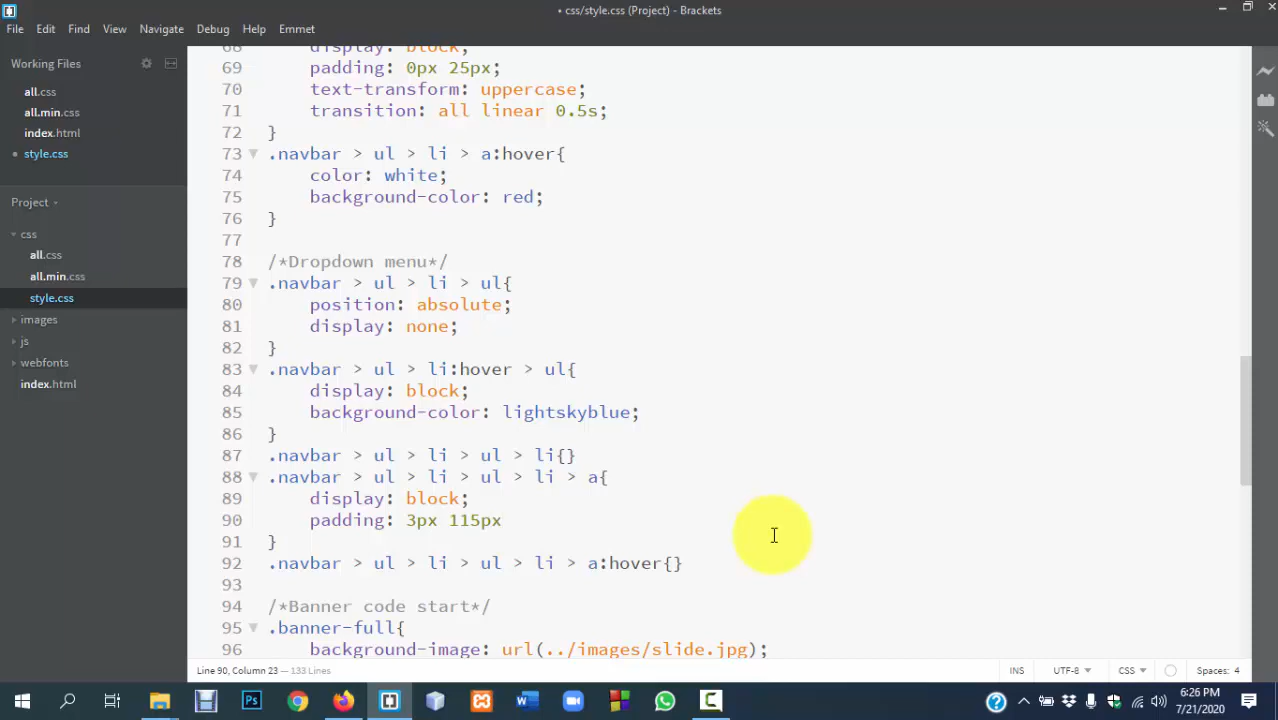 • css/style.css (Project) - Brackets
File Edit Find View Navigate Debug Help Emmet
Working Files
all.css
all.min.css
index.html
• style.css
Project
css
all.css
all.min.css
style.css
images
js
webfonts
index.html
68 display: block;
69 padding: 0px 25px;
70 text-transform: uppercase;
71 transition: all linear 0.5s;
72 }
73 .navbar > ul > li > a:hover{
74 color: white;
75 background-color: red;
76 }
77
78 /*Dropdown menu*/
79 .navbar > ul > li > ul{
80 position: absolute;
81 display: none;
82 }
83 .navbar > ul > li:hover > ul{
84 display: block;
85 background-color: lightskyblue;
86 }
87 .navbar > ul > li > ul > li{}
88 .navbar > ul > li > ul > li > a{
89 display: block;
90 padding: 3px 115px
91 }
92 .navbar > ul > li > ul > li > a:hover{}
93
94 /*Banner code start*/
95 .banner-full{
96 background-image: url(../images/slide.jpg);
Line 90, Column 23 — 133 Lines INS UTF-8 CSS Spaces: 4
6:26 PM
7/21/2020